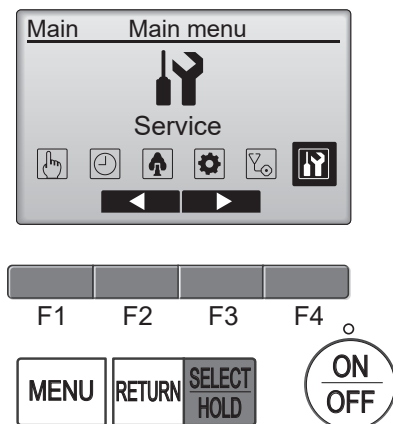 Main Main menu
Service
F1 F2 F3 F4
MENU RETURN SELECT ON
HOLD OFF